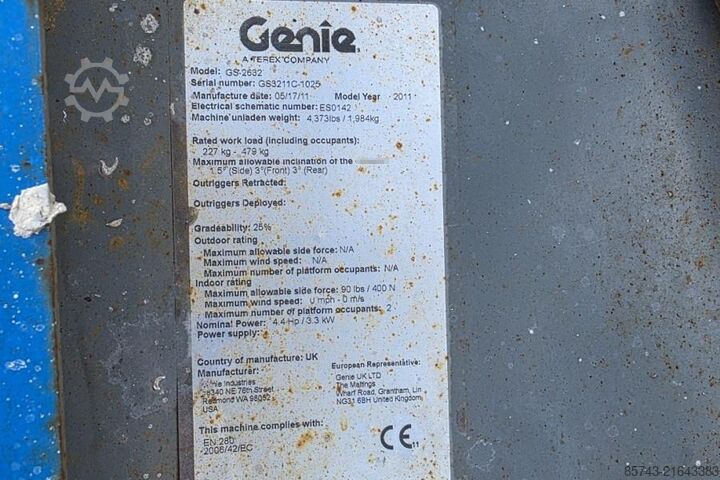 Genie
A TEREX COMPANY
Model: GS-2632
Serial number: GS3211C-1025
Manufacture date: 05/17/11 Model Year 2011
Electrical schematic number: ES0142
Machine unladen weight: 4,373lbs / 1,984kg
Rated work load (including occupants):
227 kg - 479 kg
Maximum allowable inclination of the
1.5° (Side) 3°(Front) 3° (Rear)
Outriggers Retracted:
Outriggers Deployed:
Gradeability: 25%
Outdoor rating
Maximum allowable side force: N/A
Maximum wind speed: N/A
Maximum number of platform occupants: N/A
Indoor rating
Maximum allowable side force: 90 lbs / 400 N
Maximum wind speed: 0 mph - 0 m/s
Maximum number of platform occupants: 2
Nominal Power: 4.4 Hp / 3.3 kW
Power supply:
Country of manufacture: UK
Manufacturer:
Industries
18340 NE 76th Street
Redmond WA 98052
USA
European Representative:
Genie UK LTD
The Maltings
Wharf Road, Grantham, Lin
NG31 6BH United Kingdom
This machine complies with:
EN 280
2006/42/EC
CE 11
85743-21643383